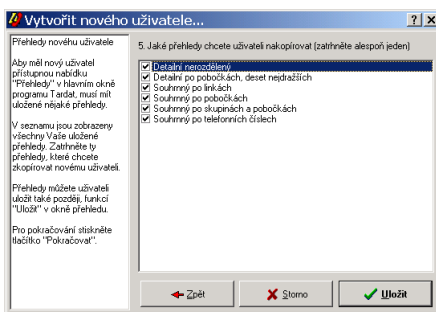 Vytvořit nového uživatele...
Přehledy novéhu uživatele
Aby měl nový uživatel
přístupnou nabídku
"Přehledy" v hlavním okně
programu Tardat, musí mít
uložené nějaké přehledy.
V seznamu jsou zobrazeny
všechny Vaše uložené
přehledy. Zatrhněte ty
přehledy, které chcete
zkopírovat novému uživateli.
Přehledy můžete uživateli
uložit také později, funkcí
"Uložit" v okně přehledu.
Pro pokračování stiskněte
tlačítko "Pokračovat".
5. Jaké přehledy chcete uživateli nakopírovat (zatrhněte alespoň jeden)
Detailní nerozdělený
Detailní po pobočkách, deset nejdražších
Souhrnný po linkách
Souhrnný po pobočkách
Souhrnný po skupinách a pobočkách
Souhrnný po telefonních číslech
Zpět
Storno
Uložit